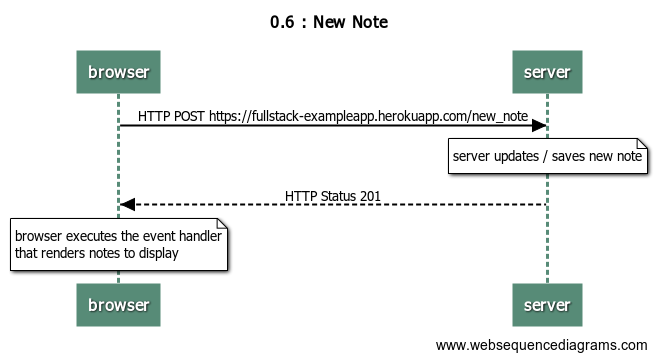 0.6 : New Note
browser
server
HTTP POST https://fullstack-exampleapp.herokuapp.com/new_note
server updates / saves new note
HTTP Status 201
browser executes the event handler
that renders notes to display
browser
server
www.websequencediagrams.com